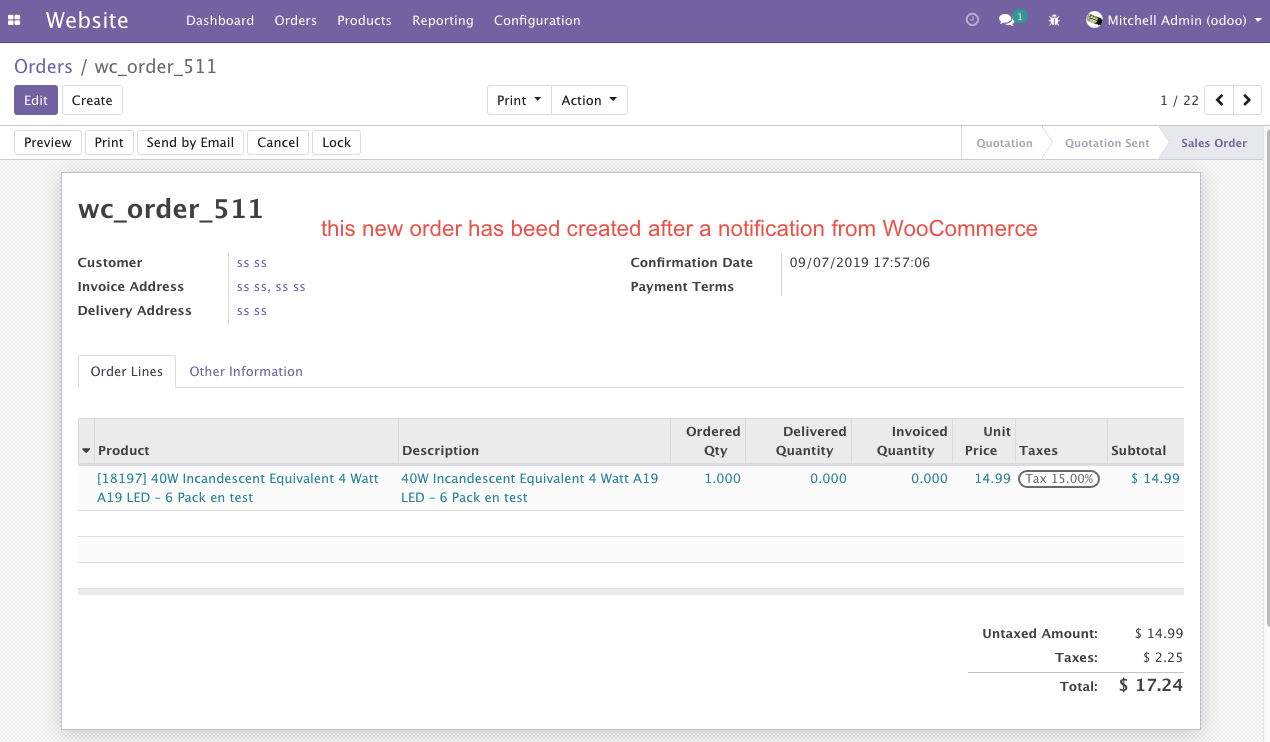 Website Dashboard Orders Products Reporting Configuration 1 Mitchell Admin (odoo)
Orders / wc_order_511
Edit Create Print Action 1 / 22
Preview Print Send by Email Cancel Lock Quotation Quotation Sent Sales Order
wc_order_511
this new order has beed created after a notification from WooCommerce
Customer ss ss Confirmation Date 09/07/2019 17:57:06
Invoice Address ss ss, ss ss Payment Terms
Delivery Address ss ss
Order Lines Other Information
Ordered Delivered Invoiced Unit
Product Description Qty Quantity Quantity Price Taxes Subtotal
[18197] 40W Incandescent Equivalent 4 Watt 40W Incandescent Equivalent 4 Watt A19 1.000 0.000 0.000 14.99 Tax 15.00% $ 14.99
A19 LED – 6 Pack en test LED – 6 Pack en test
Untaxed Amount: $ 14.99
Taxes: $ 2.25
Total: $ 17.24